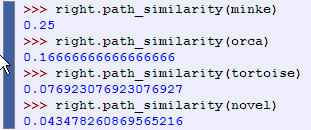 >>> right.path_similarity(minke)
0.25
>>> right.path_similarity(orca)
0.16666666666666666
>>> right.path_similarity(tortoise)
0.076923076923076927
>>> right.path_similarity(novel)
0.043478260869565216